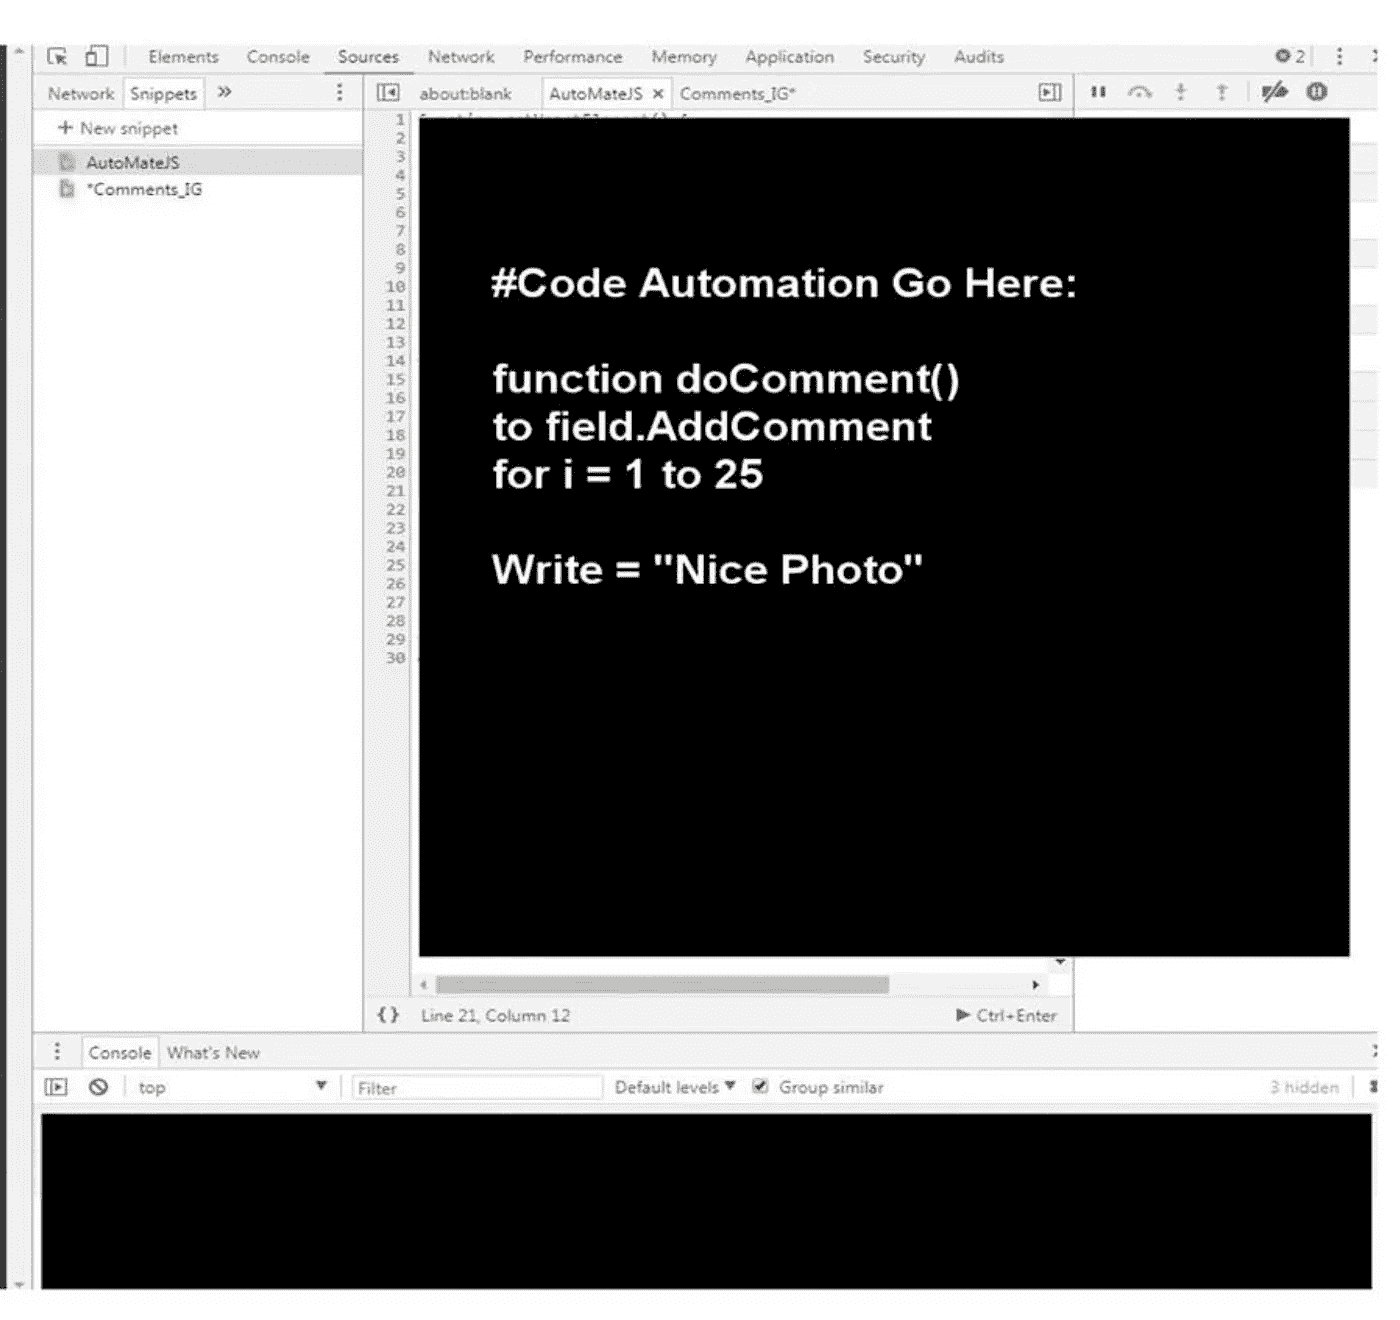 Elements Console Sources Network Performance Memory Application Security Audits 2
Network Snippets » about:blank AutoMateJS × Comments_IG*
+ New snippet
AutoMateJS
*Comments_IG
1
2
3
4
5
6
7
8
9
10
11
12
13
14
15
16
17
18
19
20
21
22
23
24
25
26
27
28
29
30
#Code Automation Go Here:
function doComment()
to field.AddComment
for i = 1 to 25
Write = "Nice Photo"
{} Line 21, Column 12 Ctrl+Enter
Console What's New
top Filter Default levels Group similar 3 hidden